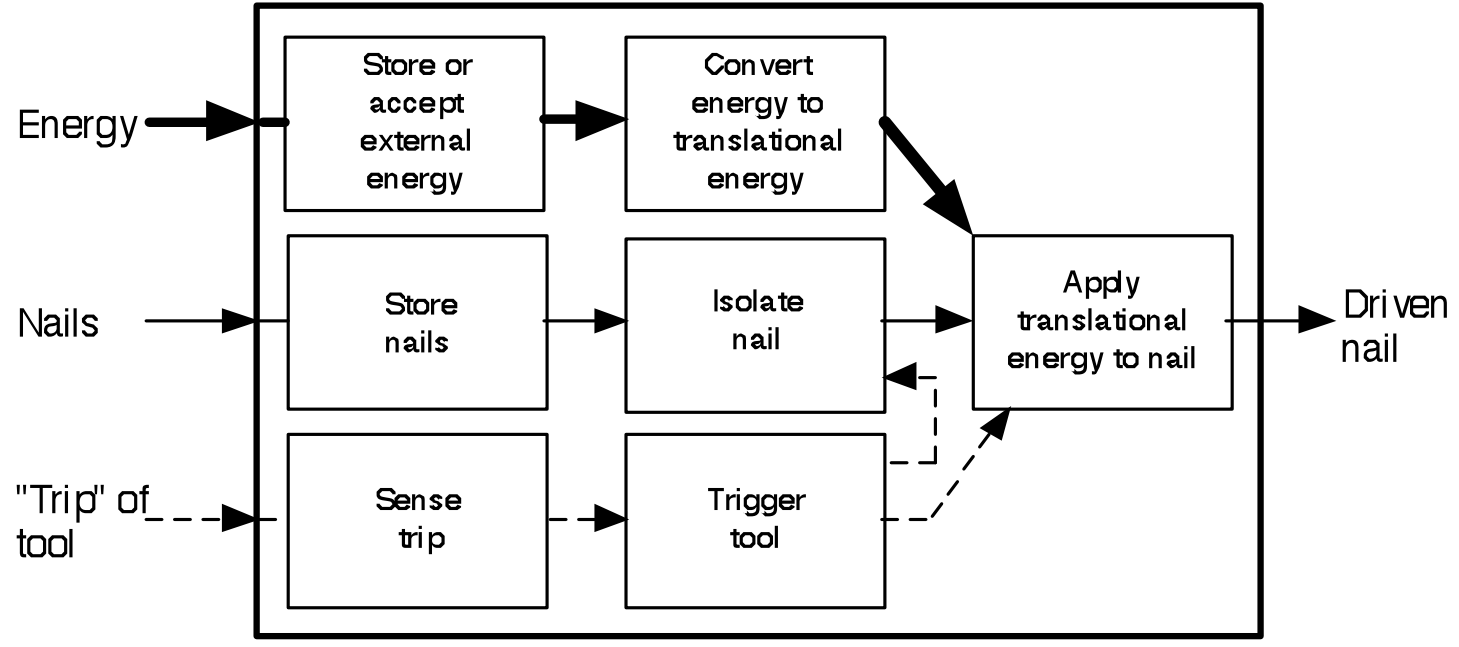 Energy
Store or
accept
external
energy
Convert
energy to
translational
energy
Nails
Store
nails
Isolate
nail
Apply
translational
energy to nail
Driven
nail
"Trip" of
tool
Sense
trip
Trigger
tool